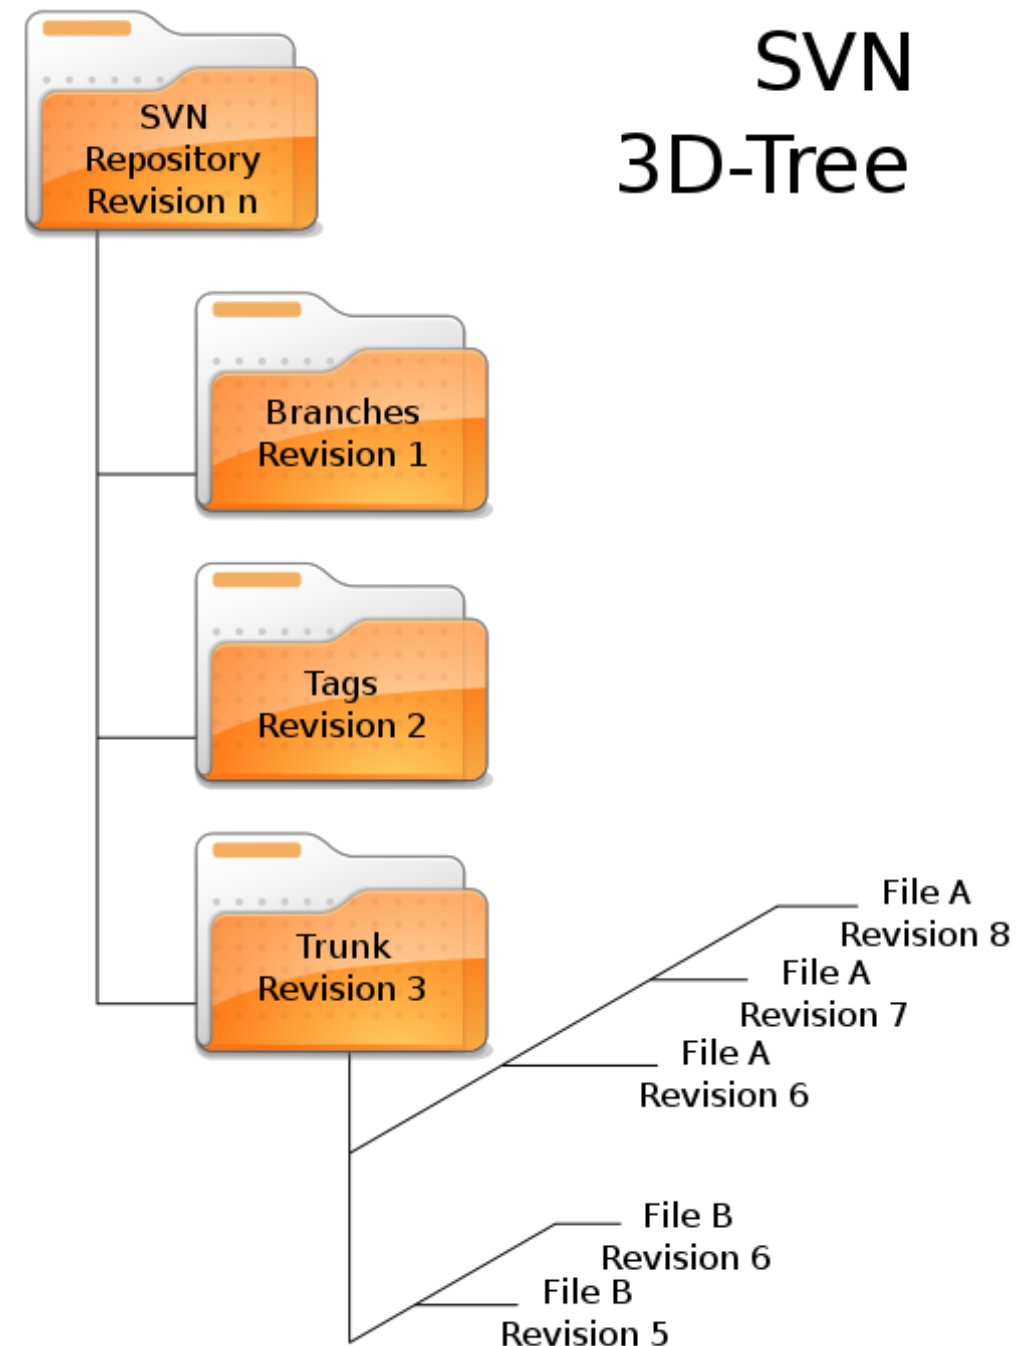 SVN
3D-Tree
SVN
Repository
Revision n
Branches
Revision 1
Tags
Revision 2
Trunk
Revision 3
File A
Revision 8
File A
Revision 7
File A
Revision 6
File B
Revision 6
File B
Revision 5